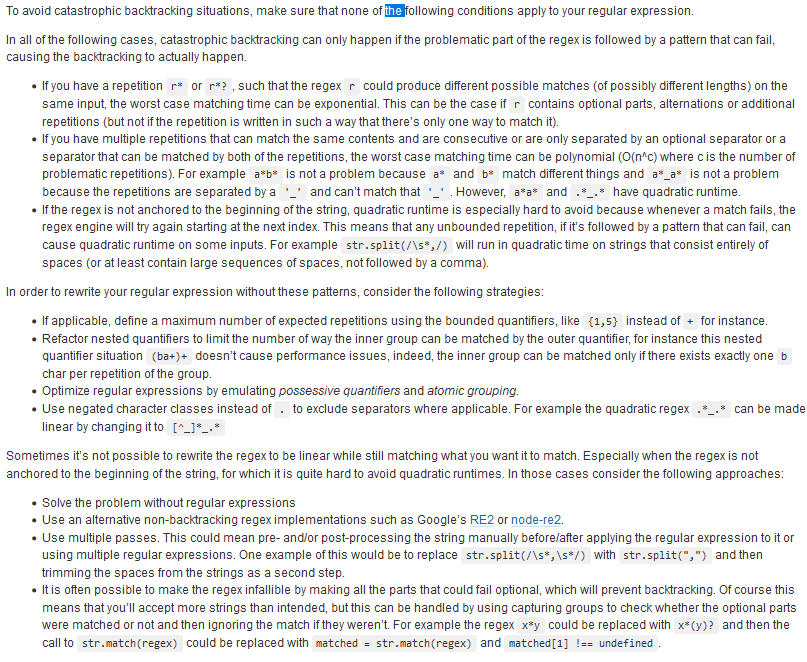 To avoid catastrophic backtracking situations, make sure that none of the following conditions apply to your regular expression.
In all of the following cases, catastrophic backtracking can only happen if the problematic part of the regex is followed by a pattern that can fail,
causing the backtracking to actually happen.
• If you have a repetition r* or r*? , such that the regex r could produce different possible matches (of possibly different lengths) on the
same input, the worst case matching time can be exponential. This can be the case if r contains optional parts, alternations or additional
repetitions (but not if the repetition is written in such a way that there's only one way to match it).
• If you have multiple repetitions that can match the same contents and are consecutive or are only separated by an optional separator or a
separator that can be matched by both of the repetitions, the worst case matching time can be polynomial (O(n^c) where c is the number of
problematic repetitions). For example a*b* is not a problem because a* and b* match different things and a*_a* is not a problem
because the repetitions are separated by a '_' and can't match that '_' . However, a*a* and .*_.* have quadratic runtime.
• If the regex is not anchored to the beginning of the string, quadratic runtime is especially hard to avoid because whenever a match fails, the
regex engine will try again starting at the next index. This means that any unbounded repetition, if it's followed by a pattern that can fail, can
cause quadratic runtime on some inputs. For example str.split(/\s*,/) will run in quadratic time on strings that consist entirely of
spaces (or at least contain large sequences of spaces, not followed by a comma).
In order to rewrite your regular expression without these patterns, consider the following strategies:
• If applicable, define a maximum number of expected repetitions using the bounded quantifiers, like {1,5} instead of + for instance.
• Refactor nested quantifiers to limit the number of way the inner group can be matched by the outer quantifier, for instance this nested
quantifier situation (ba+)+ doesn't cause performance issues, indeed, the inner group can be matched only if there exists exactly one b
char per repetition of the group.
• Optimize regular expressions by emulating possessive quantifiers and atomic grouping.
• Use negated character classes instead of . to exclude separators where applicable. For example the quadratic regex .*_.* can be made
linear by changing it to [^_]*_.*
Sometimes it's not possible to rewrite the regex to be linear while still matching what you want it to match. Especially when the regex is not
anchored to the beginning of the string, for which it is quite hard to avoid quadratic runtimes. In those cases consider the following approaches:
• Solve the problem without regular expressions
• Use an alternative non-backtracking regex implementations such as Google's RE2 or node-re2.
• Use multiple passes. This could mean pre- and/or post-processing the string manually before/after applying the regular expression to it or
using multiple regular expressions. One example of this would be to replace str.split(/\s*,\s*/) with str.split(",") and then
trimming the spaces from the strings as a second step.
• It is often possible to make the regex infallible by making all the parts that could fail optional, which will prevent backtracking. Of course this
means that you'll accept more strings than intended, but this can be handled by using capturing groups to check whether the optional parts
were matched or not and then ignoring the match if they weren't. For example the regex x*y could be replaced with x*(y)? and then the
call to str.match(regex) could be replaced with matched = str.match(regex) and matched[1] !== undefined .